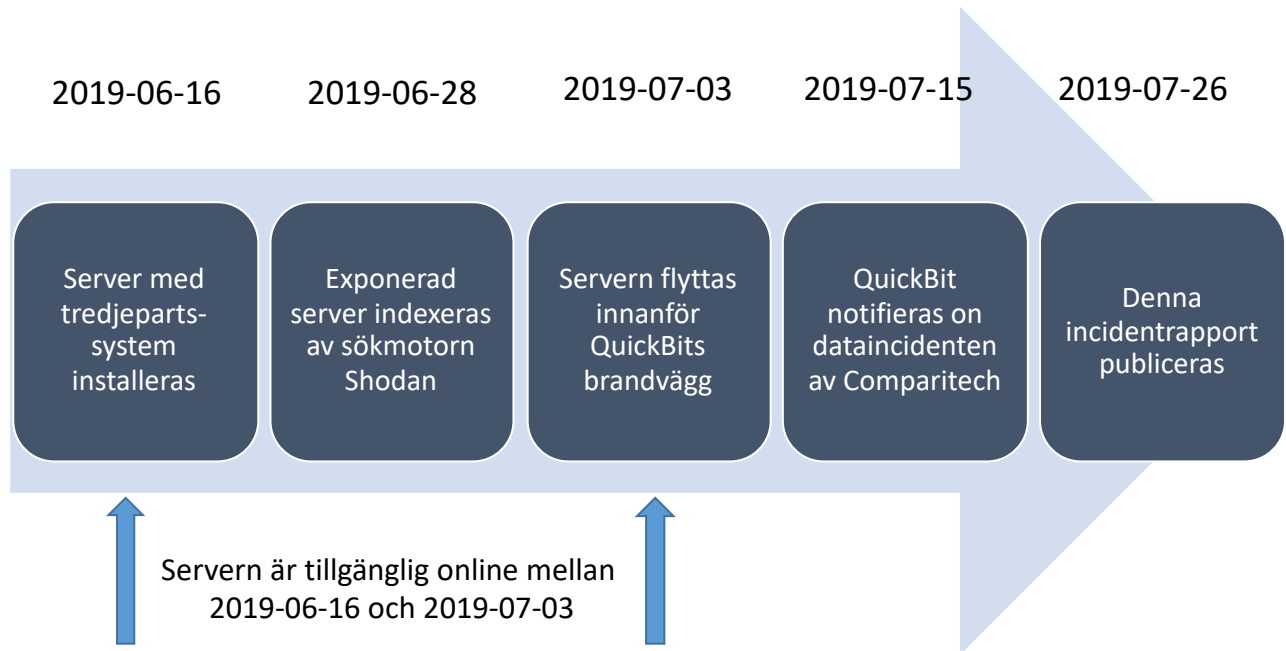 2019-06-16
2019-06-28
2019-07-03
2019-07-15
2019-07-26
Server med
tredjeparts-
system
installeras
Exponerad
server indexeras
av sökmotorn
Shodan
Servern flyttas
innanför
QuickBits
brandvägg
QuickBit
notifieras on
dataincidenten
av Comparitech
Denna
incidentrapport
publiceras
Servern är tillgänglig online mellan
2019-06-16 och 2019-07-03